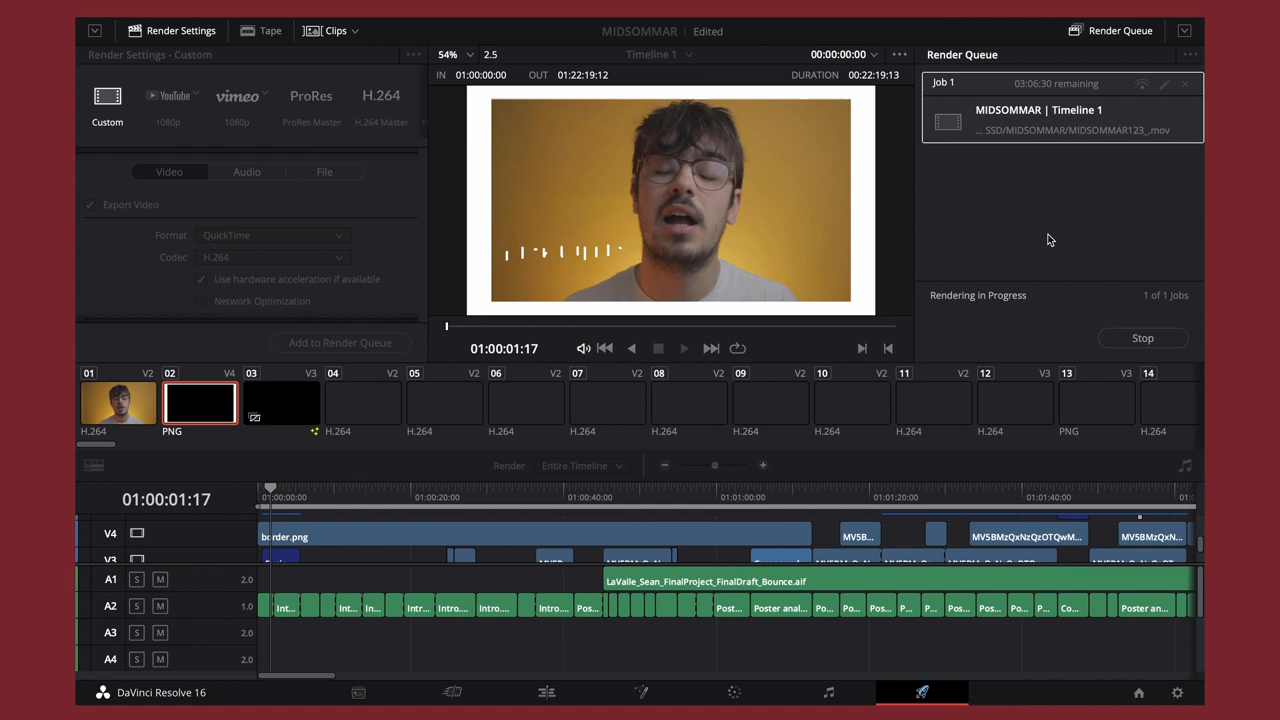 Render Settings Tape Clips MIDSOMMAR Edited Render Queue
Render Settings - Custom 54% 2.5 Timeline 1 00:00:00:00 Render Queue
IN 01:00:00:00 OUT 01:22:19:12 DURATION 00:22:19:13
Job 1 03:06:30 remaining
YouTube vimeo ProRes H.264
Custom 1080p 1080p ProRes Master H.264 Master
MIDSOMMAR | Timeline 1
... SSD/MIDSOMMAR/MIDSOMMAR123_.mov
Video Audio File
Export Video
Format QuickTime
Codec H.264
Use hardware acceleration if available
Network Optimization
Rendering in Progress 1 of 1 Jobs
Add to Render Queue
Stop
01:00:01:17
01 V2 02 V4 03 V3 04 V2 05 V2 06 V2 07 V2 08 V2 09 V2 10 V2 11 V2 12 V3 13 V3 14
H.264 PNG H.264 H.264 H.264 H.264 H.264 H.264 H.264 H.264 H.264 PNG H.264
Render Entire Timeline
01:00:01:17
01:00:00:00 01:00:20:00 01:00:40:00 01:01:00:00 01:01:20:00 01:01:40:00
V4 border.png MV5B... MV5BMzQxNzQzOTQwM... MV5BMzQxN...
V3
A1 S M 2.0 LaValle_Sean_FinalProject_FinalDraft_Bounce.aif
A2 S M 1.0 Int... Int... In... Intr... Intro.... Intro.... Intro.... Pos... Post... Poster anal... Po... Po... Po... P... P... Pos... Pos... Po... P... Co... Poster an...
A3 S M 2.0
A4 S M 2.0
DaVinci Resolve 16